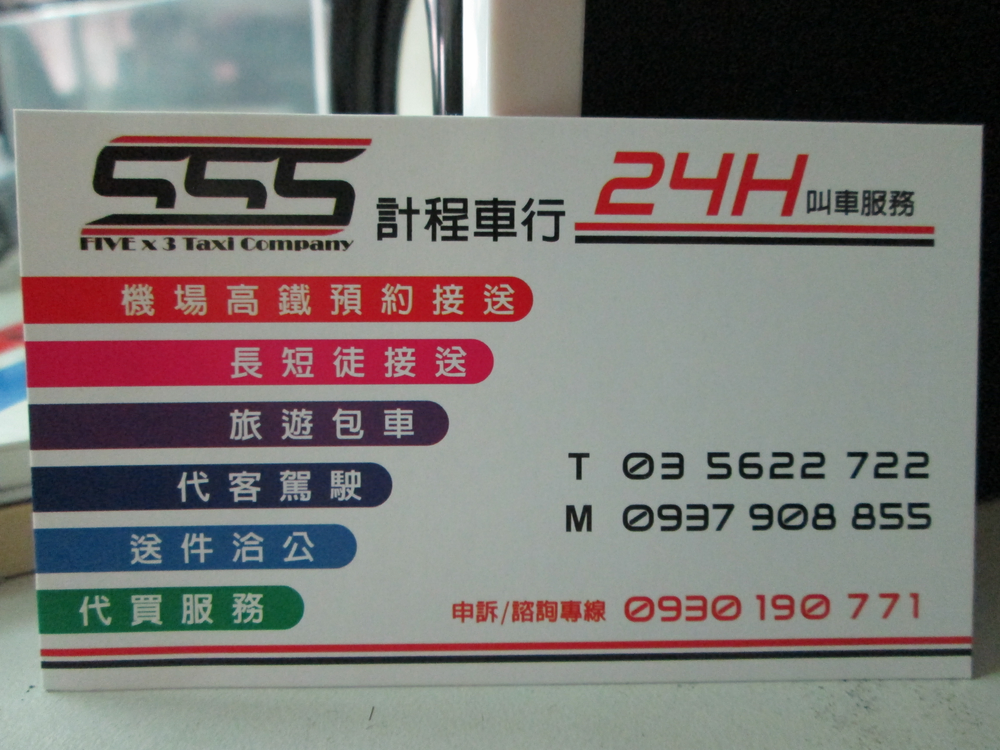 555 計程車行 24H 叫車服務
FIVE x 3 Taxi Company
機場高鐵預約接送
長短徒接送
旅遊包車
代客駕駛
送件洽公
代買服務
T 03 5622 722
M 0937 908 855
申訴/諮詢專線 0930 190 771